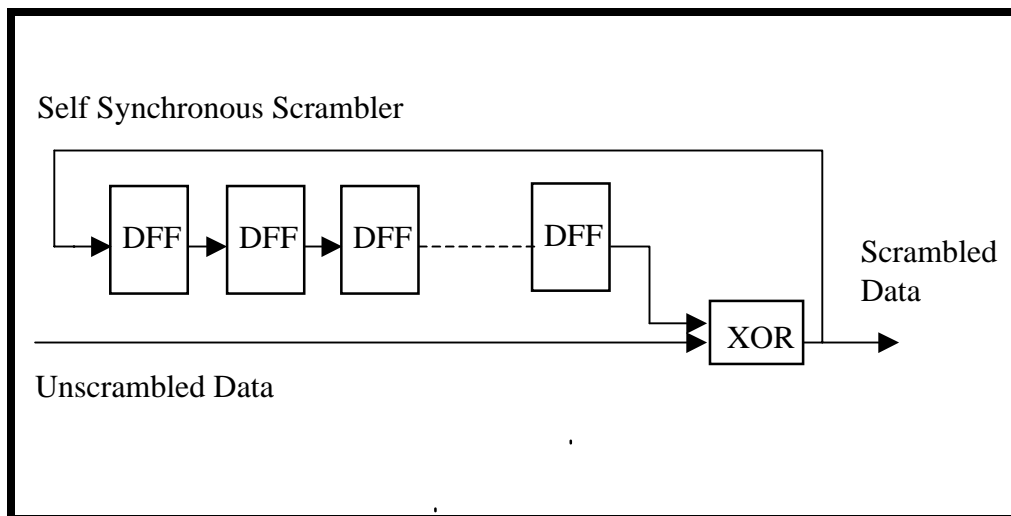 Self Synchronous Scrambler
DFF
DFF
DFF
DFF
Scrambled
Data
XOR
Unscrambled Data